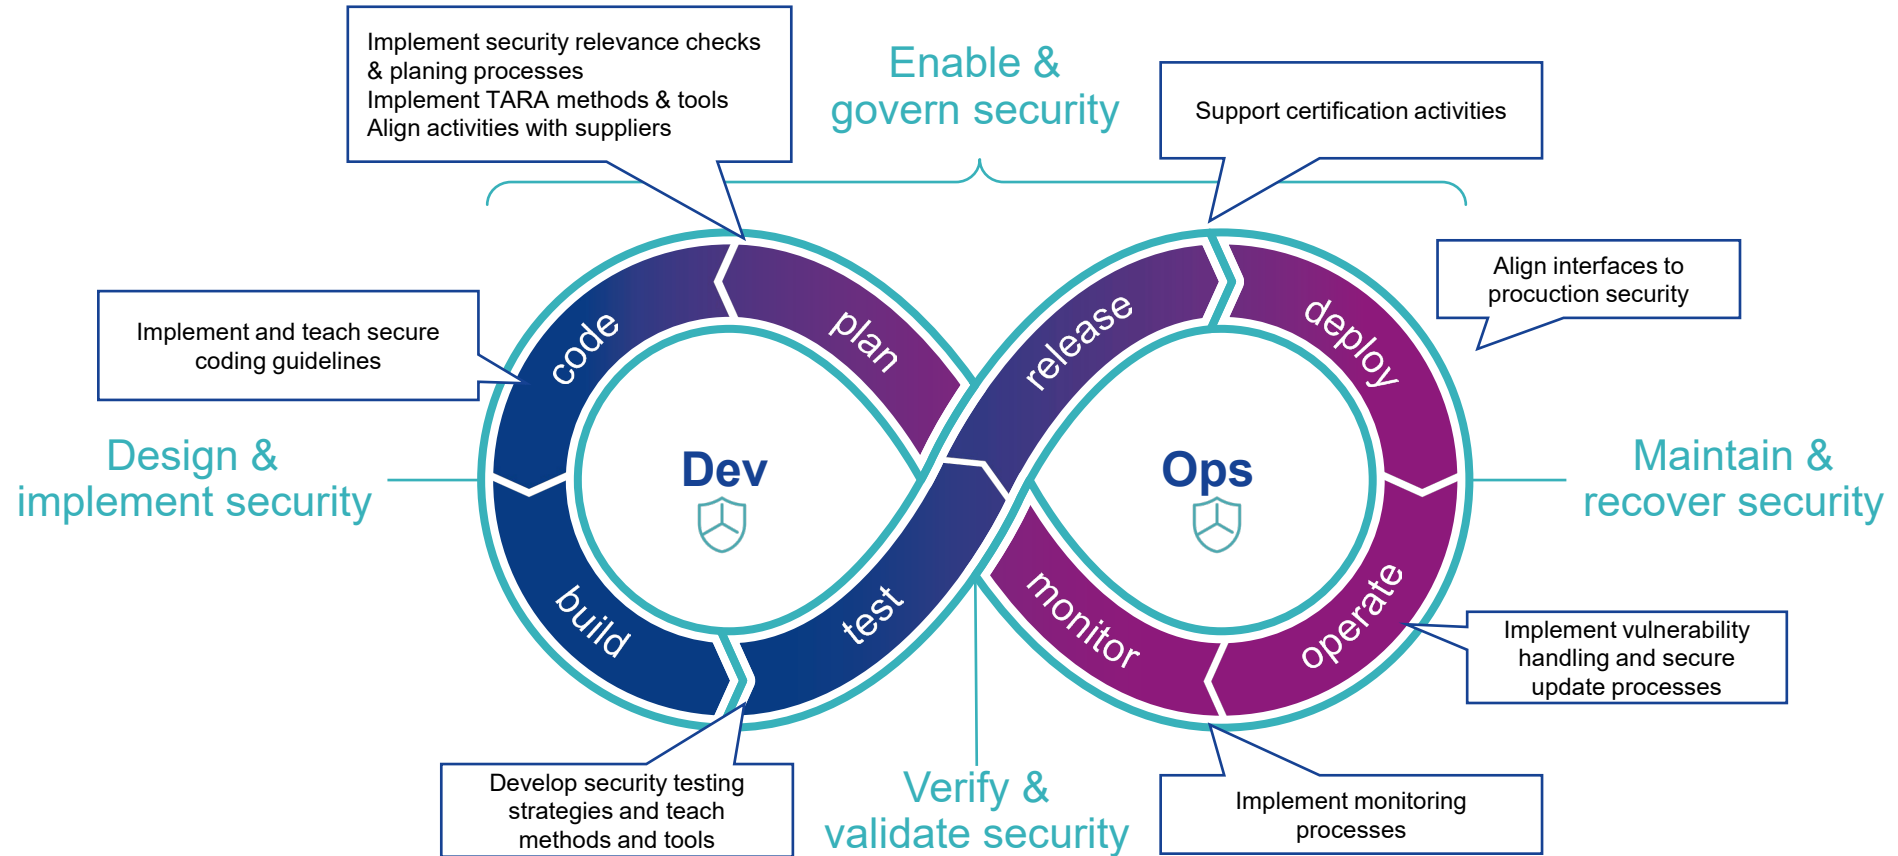 Implement security relevance checks
& planing processes
Implement TARA methods & tools
Align activities with suppliers
Enable &
govern security
Support certification activities
Align interfaces to
procuction security
Implement and teach secure
coding guidelines
code
plan
release
deploy
Design &
implement security
Dev
Ops
Maintain &
recover security
build
test
monitor
operate
Implement vulnerability
handling and secure
update processes
Develop security testing
strategies and teach
methods and tools
Verify &
validate security
Implement monitoring
processes